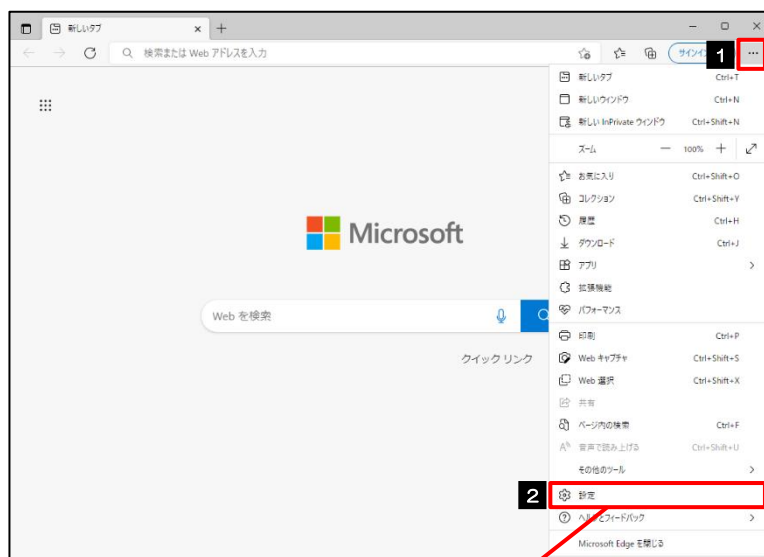 新しいタブ
検索または Web アドレスを入力
1
新しいタブ Ctrl+T
新しいウィンドウ Ctrl+N
新しい InPrivate ウィンドウ Ctrl+Shift+N
ズーム 100%
お気に入り Ctrl+Shift+O
コレクション Ctrl+Shift+Y
履歴 Ctrl+H
ダウンロード Ctrl+J
アプリ
拡張機能
パフォーマンス
Microsoft
Web を検索
クイック リンク
印刷 Ctrl+P
Web キャプチャ Ctrl+Shift+S
Web 選択 Ctrl+Shift+X
共有
ページ内の検索 Ctrl+F
音声で読み上げる Ctrl+Shift+U
その他のツール
2 設定
ヘルプとフィードバック
Microsoft Edge を閉じる